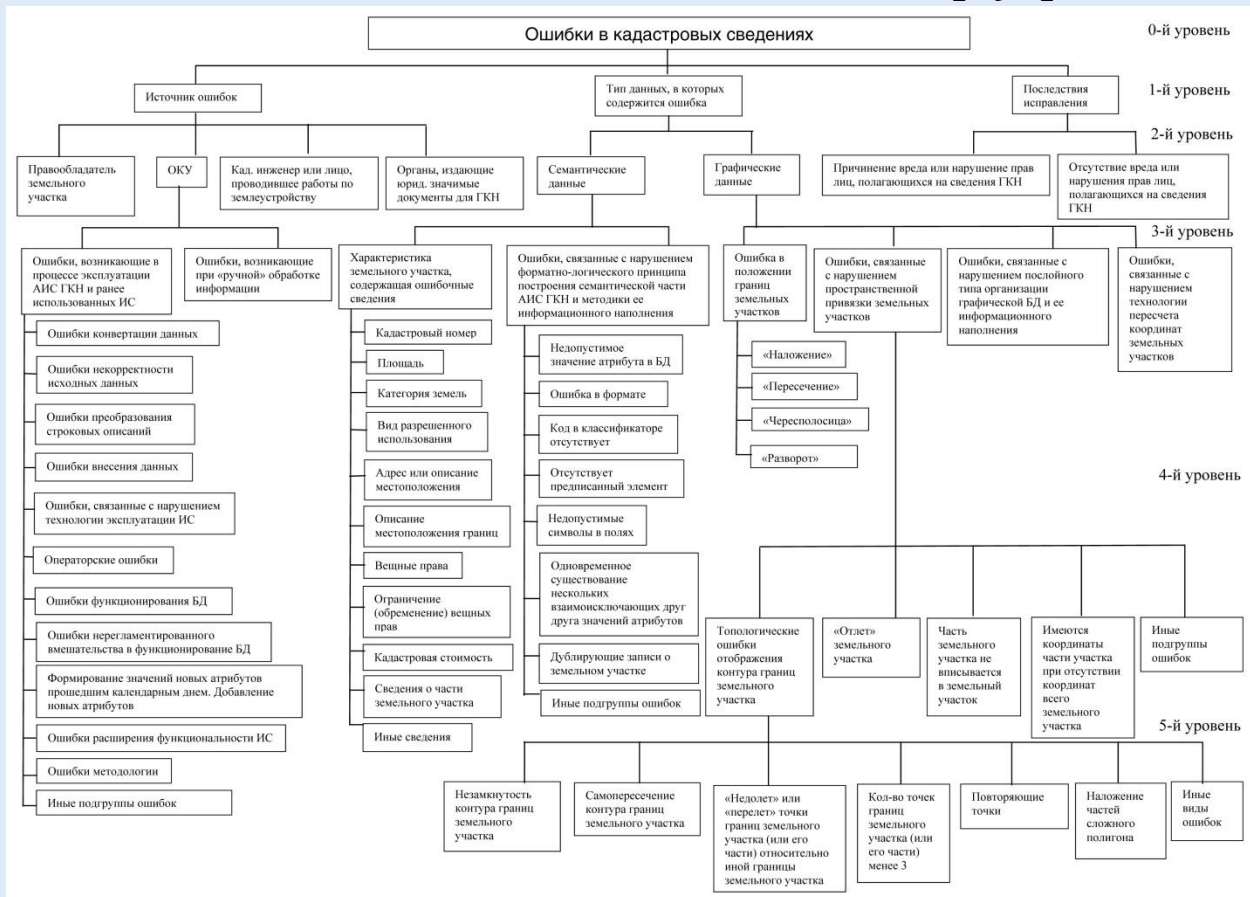 Ошибки в кадастровых сведениях
0-й уровень
Источник ошибок
Тип данных, в которых
содержится ошибка
Последствия
исправления
1-й уровень
2-й уровень
Правообладатель
земельного
участка
ОКУ
Кад. инженер или лицо,
проводившее работы по
землеустройству
Органы, издающие
юрид. значимые
документы для ГКН
Семантические
данные
Графические
данные
Причинение вреда или нарушение прав
лиц, полагающихся на сведения ГКН
Отсутствие вреда или
нарушения прав лиц,
полагающихся на сведения
ГКН
3-й уровень
Ошибки, возникающие в
процессе эксплуатации
АИС ГКН и ранее
использованных ИС
Ошибки, возникающие
при «ручной» обработке
информации
Характеристика
земельного участка,
содержащая ошибочные
сведения
Ошибки, связанные с нарушением
форматно-логического принципа
построения семантической части
АИС ГКН и методики ее
информационного наполнения
Ошибка в
положении
границ
земельных
участков
Ошибки, связанные
с нарушением
пространственной
привязки земельных
участков
Ошибки, связанные с
нарушением послойного
типа организации
графической БД и ее
информационного
наполнения
Ошибки,
связанные с
нарушением
технологии
пересчета
координат
земельных
участков
Ошибки конвертации данных
Ошибки некорректности
исходных данных
Ошибки преобразования
строковых описаний
Ошибки внесения данных
Ошибки, связанные с нарушением
технологии эксплуатации ИС
Операторские ошибки
Ошибки функционирования БД
Ошибки нерегламентированного
вмешательства в функционирование БД
Формирование значений новых атрибутов
прошедшим календарным днем. Добавление
новых атрибутов
Ошибки расширения функциональности ИС
Ошибки методологии
Иные подгруппы ошибок
Кадастровый номер
Площадь
Категория земель
Вид разрешенного
использования
Адрес или описание
местоположения
Описание
местоположения границ
Вещные права
Ограничение
(обременение) вещных
прав
Кадастровая стоимость
Сведения о части
земельного участка
Иные сведения
Недопустимое
значение атрибута в БД
Ошибка в формате
Код в классификаторе
отсутствует
Отсутствует
предписанный элемент
Недопустимые
символы в полях
Одновременное
существование
нескольких
взаимоисключающих друг
друга значений атрибутов
Дублирующие записи о
земельном участке
Иные подгруппы ошибок
«Наложение»
«Пересечение»
«Чересполосица»
«Разворот»
4-й уровень
Топологические
ошибки
отображения
контура границ
земельного
участка
«Отлет»
земельного
участка
Часть
земельного
участка не
вписывается
в земельный
участок
Имеются
координаты
части участка
при отсутствии
координат
всего
земельного
участка
Иные
подгруппы
ошибок
5-й уровень
Незамкнутость
контура границ
земельного
участка
Самопересечение
контура границ
земельного участка
«Недолет» или
«перелет» точки
границ земельного
участка (или его
части) относительно
иной границы
земельного участка
Кол-во точек
границ
земельного
участка (или
его части)
менее 3
Повторяющие
точки
Наложение
частей
сложного
полигона
Иные
виды
ошибок